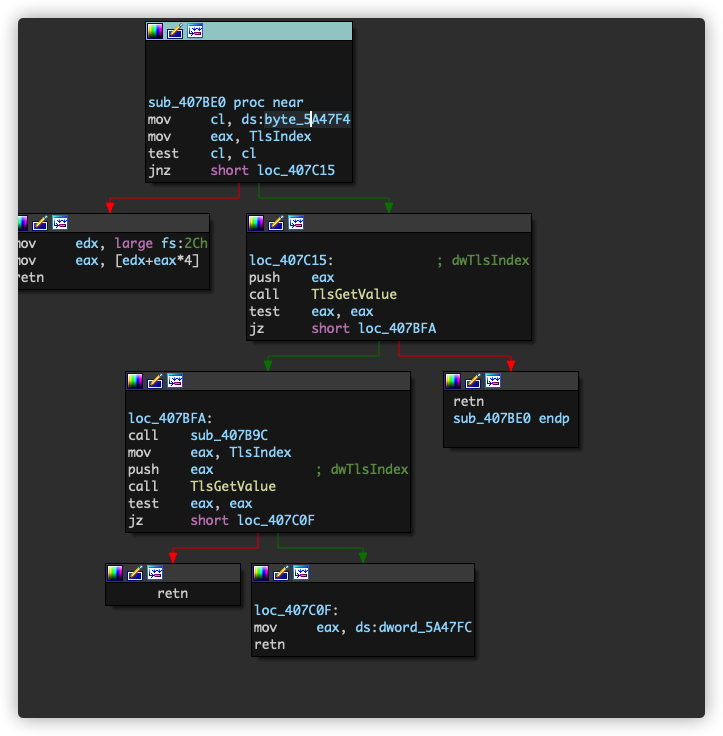 sub_407BE0 proc near
mov cl, ds:byte_5A47F4
mov eax, TlsIndex
test cl, cl
jnz short loc_407C15
mov edx, large fs:2Ch
mov eax, [edx+eax*4]
retn
loc_407C15: ; dwTlsIndex
push eax
call TlsGetValue
test eax, eax
jz short loc_407BFA
loc_407BFA:
call sub_407B9C
mov eax, TlsIndex
push eax ; dwTlsIndex
call TlsGetValue
test eax, eax
jz short loc_407C0F
retn
sub_407BE0 endp
retn
loc_407C0F:
mov eax, ds:dword_5A47FC
retn